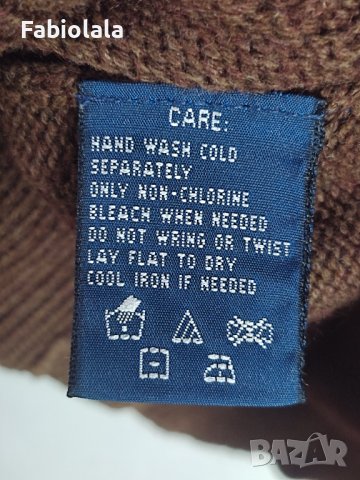 Fabiolala
CARE:
HAND WASH COLD
SEPARATELY
ONLY NON-CHLORINE
BLEACH WHEN NEEDED
DO NOT WRING OR TWIST
LAY FLAT TO DRY
COOL IRON IF NEEDED
BAZAR